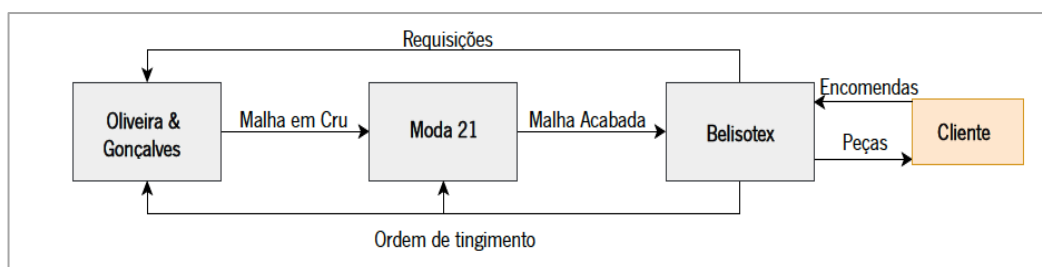 Requisições
Oliveira &
Gonçalves
Malha em Cru
Moda 21
Malha Acabada
Belisotex
Encomendas
Peças
Cliente
Ordem de tingimento